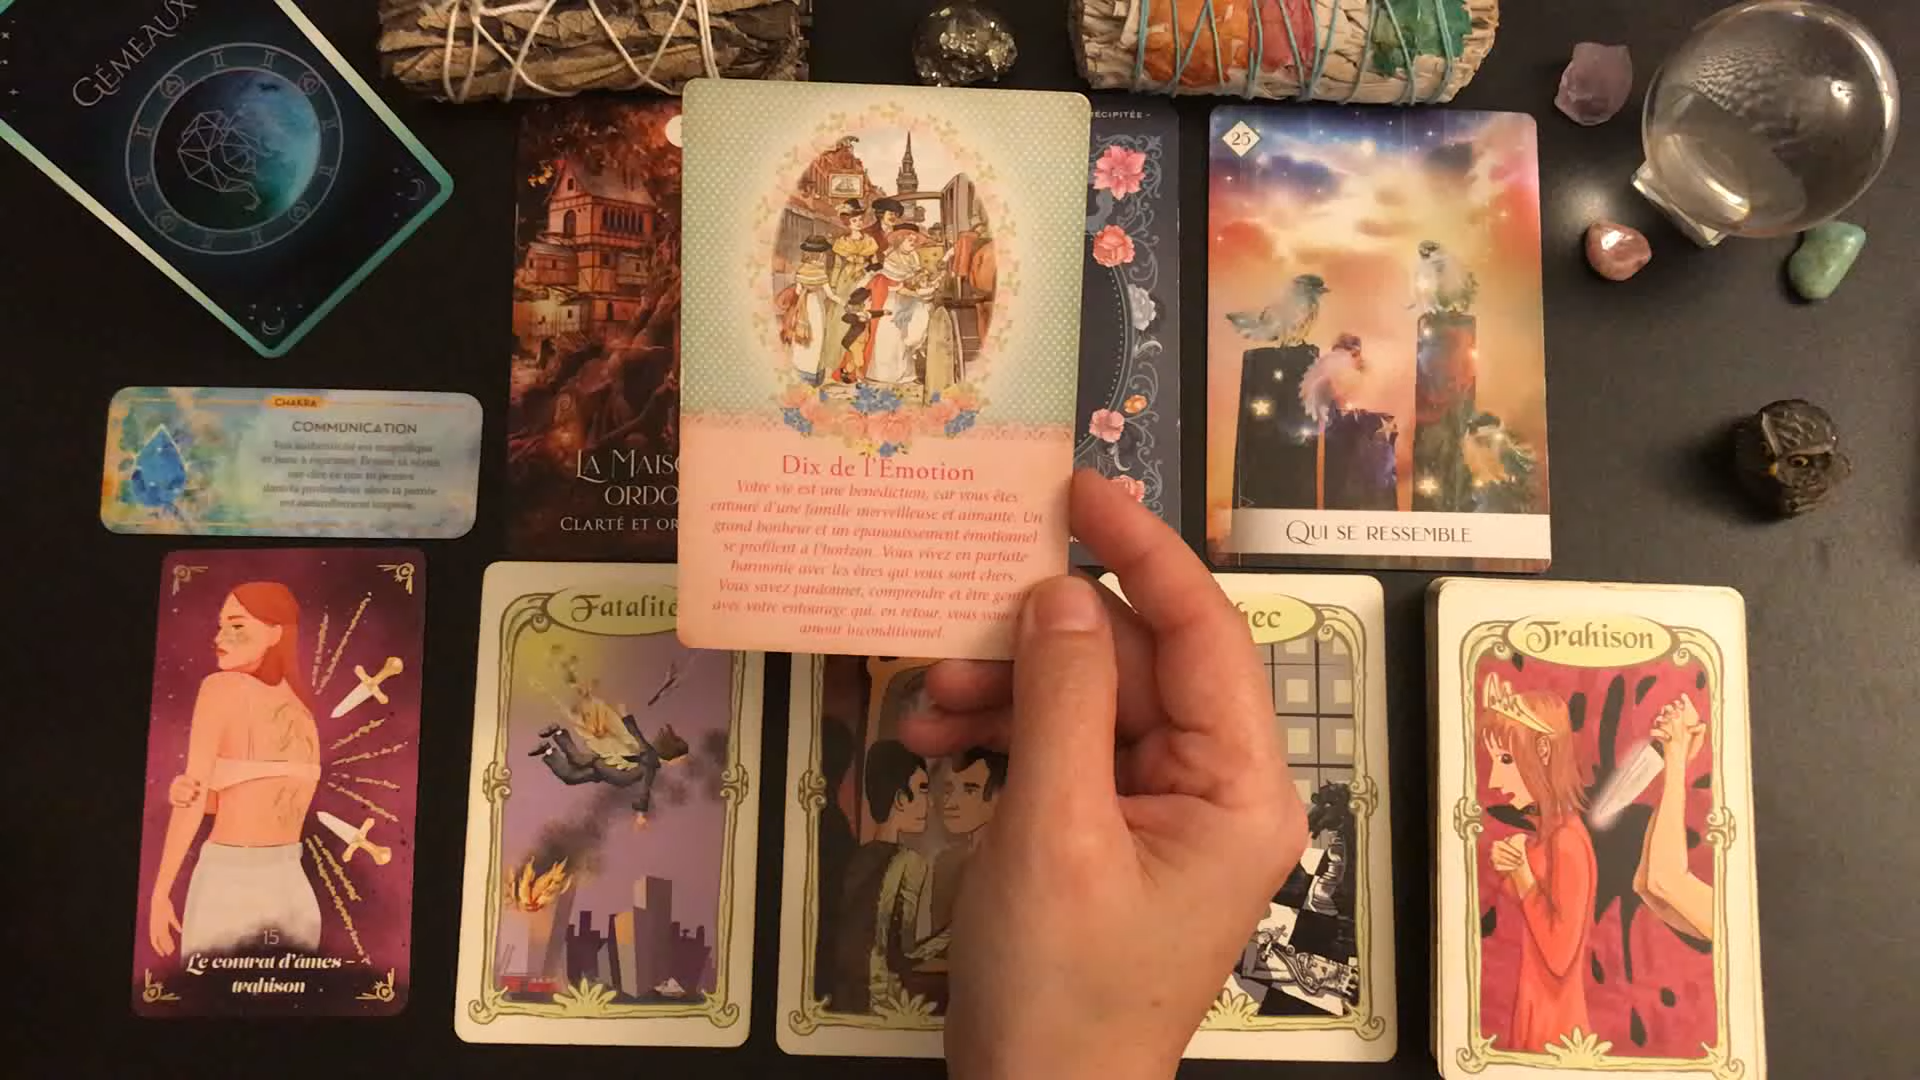 GÉMEAUX
RÉCIPITÉE -
25
QUI SE RESSEMBLE
CHAKRA
COMMUNICATION
LA MAIS
ORDO
CLARTÉ ET OR
Dix de l'Émotion
Votre vie est une bénédiction, car vous êtes
entouré d'une famille merveilleuse et aimante. Un
grand bonheur et un épanouissement émotionnel
se profilent à l'horizon. Vous vivez en parfaite
harmonie avec les êtres qui vous sont chers.
Vous savez pardonner, comprendre et être
avec votre entourage qui, en retour, vous
amour inconditionnel.
15
Le contrat d'âmes –
trahison
Fatalité
hec
Trahison